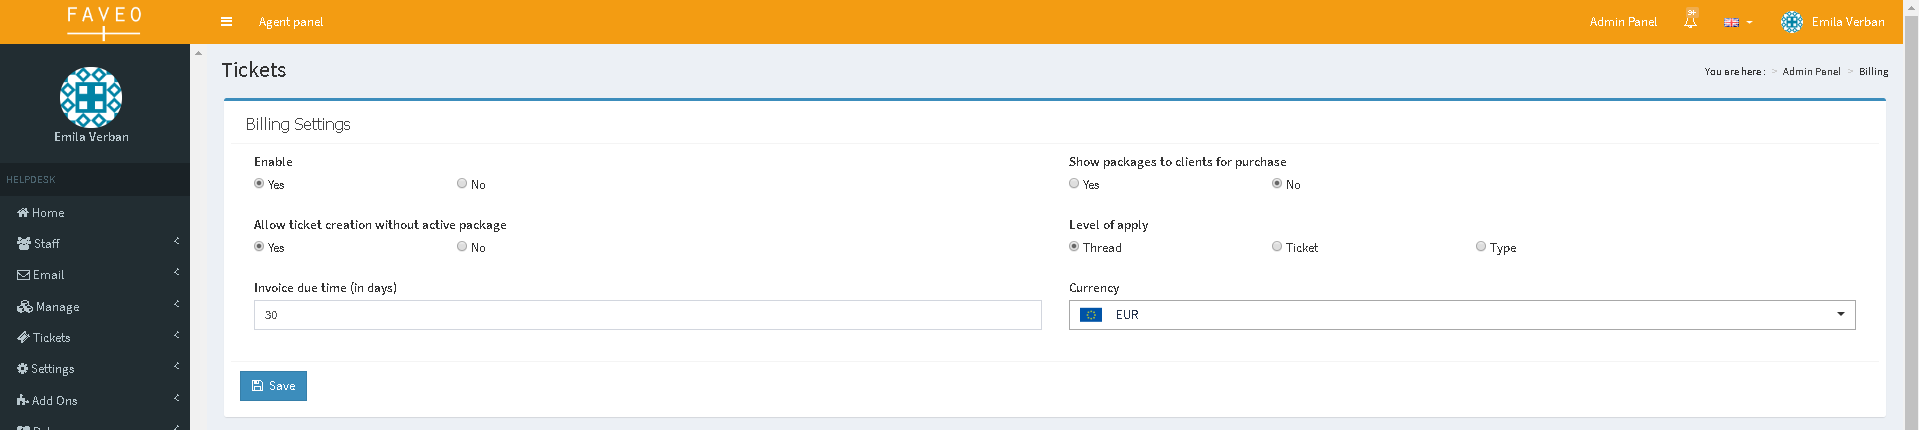 FAVEO
Agent panel
Admin Panel
9+
Emila Verban
Emila Verban
HELPDESK
Home
Staff
Email
Manage
Tickets
Settings
Add Ons
Tickets
You are here : > Admin Panel > Billing
Billing Settings
Enable
Yes No
Show packages to clients for purchase
Yes No
Allow ticket creation without active package
Yes No
Level of apply
Thread Ticket Type
Invoice due time (in days)
30
Currency
EUR
Save